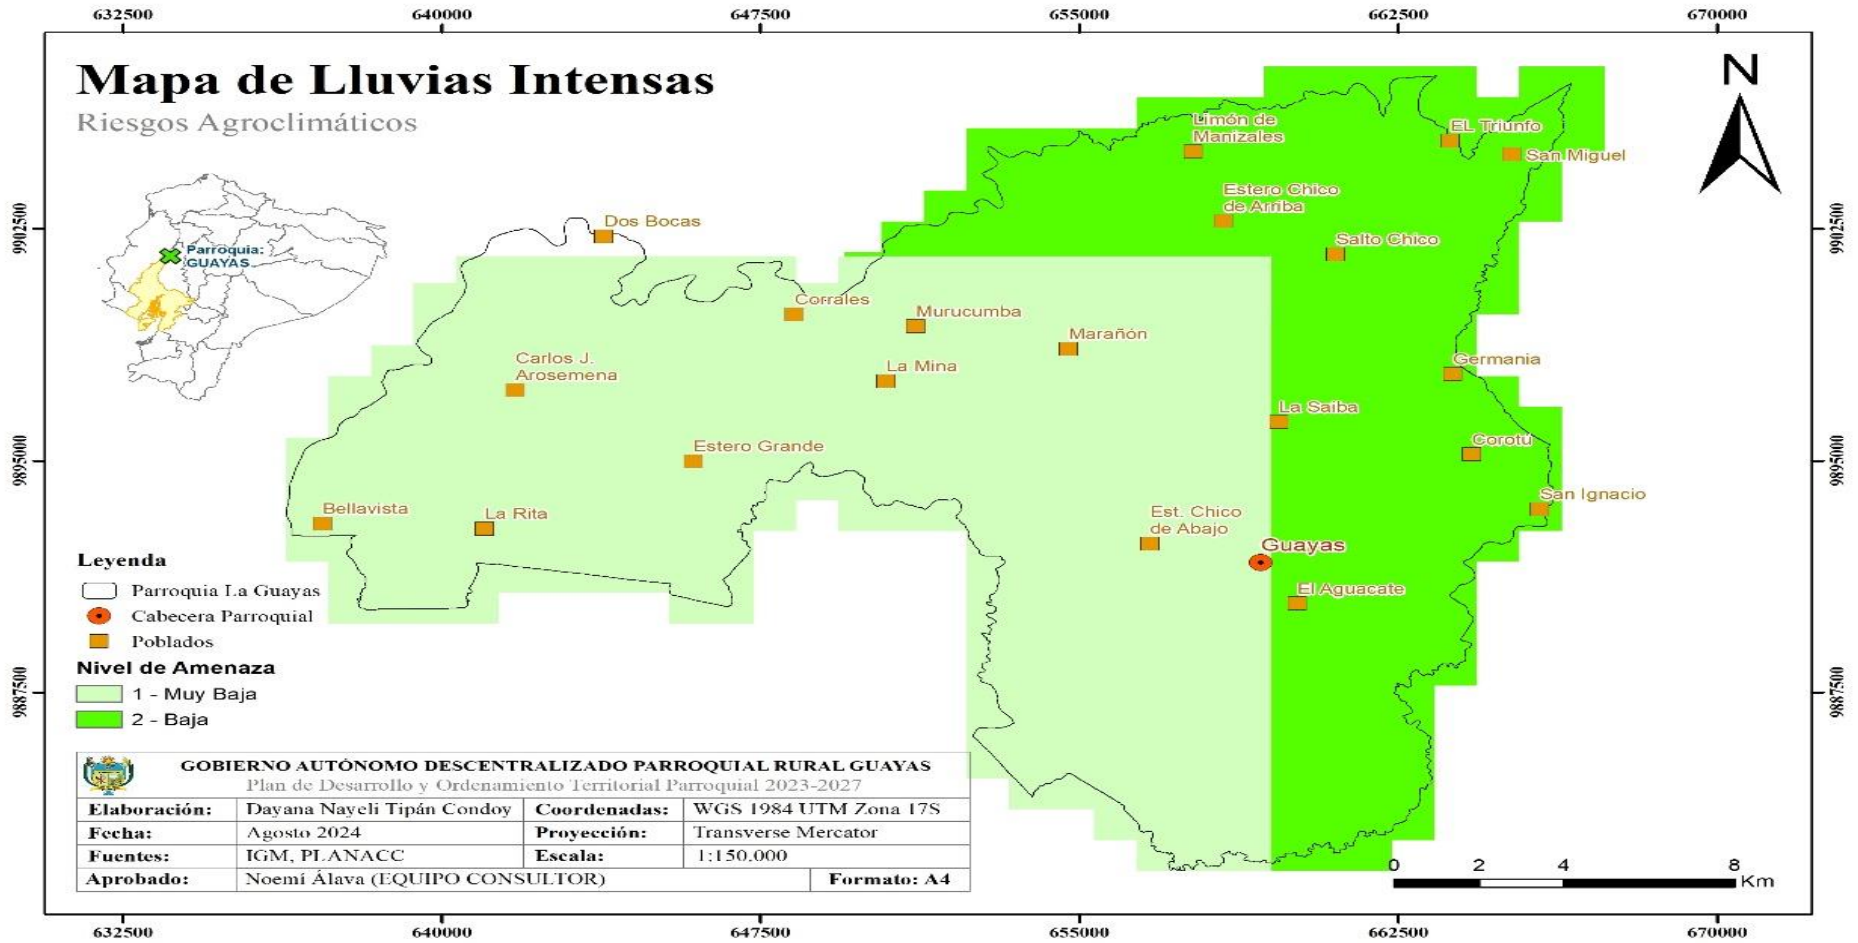 632500 640000 647500 655000 662500 670000
Mapa de Lluvias Intensas
Riesgos Agroclimáticos
N
Parroquia:
GUAYAS
Limón de
Manizales
EL Triunfo
San Miguel
Estero Chico
de Arriba
Dos Bocas
Salto Chico
9902500 9902500
Corrales
Murucumba
Marañón
Carlos J.
Arosemena
La Mina
Germania
La Saiba
Estero Grande
Corotú
9895000 9895000
San Ignacio
Bellavista
La Rita
Est. Chico
de Abajo
Guayas
El Aguacate
Leyenda
Parroquia La Guayas
Cabecera Parroquial
Poblados
Nivel de Amenaza
1 - Muy Baja
2 - Baja
9887500 9887500
GOBIERNO AUTÓNOMO DESCENTRALIZADO PARROQUIAL RURAL GUAYAS
Plan de Desarrollo y Ordenamiento Territorial Parroquial 2023-2027
Elaboración: Dayana Nayeli Tipán Condoy Coordenadas: WGS 1984 UTM Zona 17S
Fecha: Agosto 2024 Proyección: Transverse Mercator
Fuentes: IGM, PLANACC Escala: 1:150.000
Aprobado: Noemí Álava (EQUIPO CONSULTOR) Formato: A4
0 2 4 8
Km
632500 640000 647500 655000 662500 670000